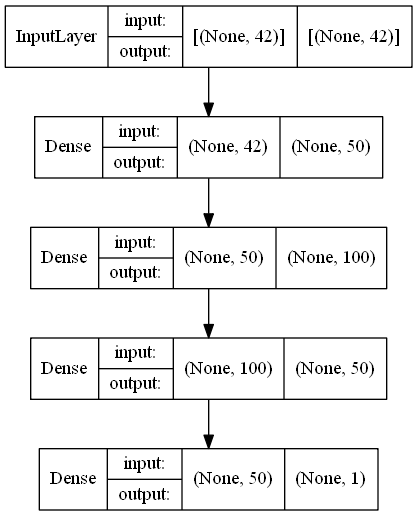 InputLayer input: output: [(None, 42)] [(None, 42)]
Dense input: output: (None, 42) (None, 50)
Dense input: output: (None, 50) (None, 100)
Dense input: output: (None, 100) (None, 50)
Dense input: output: (None, 50) (None, 1)